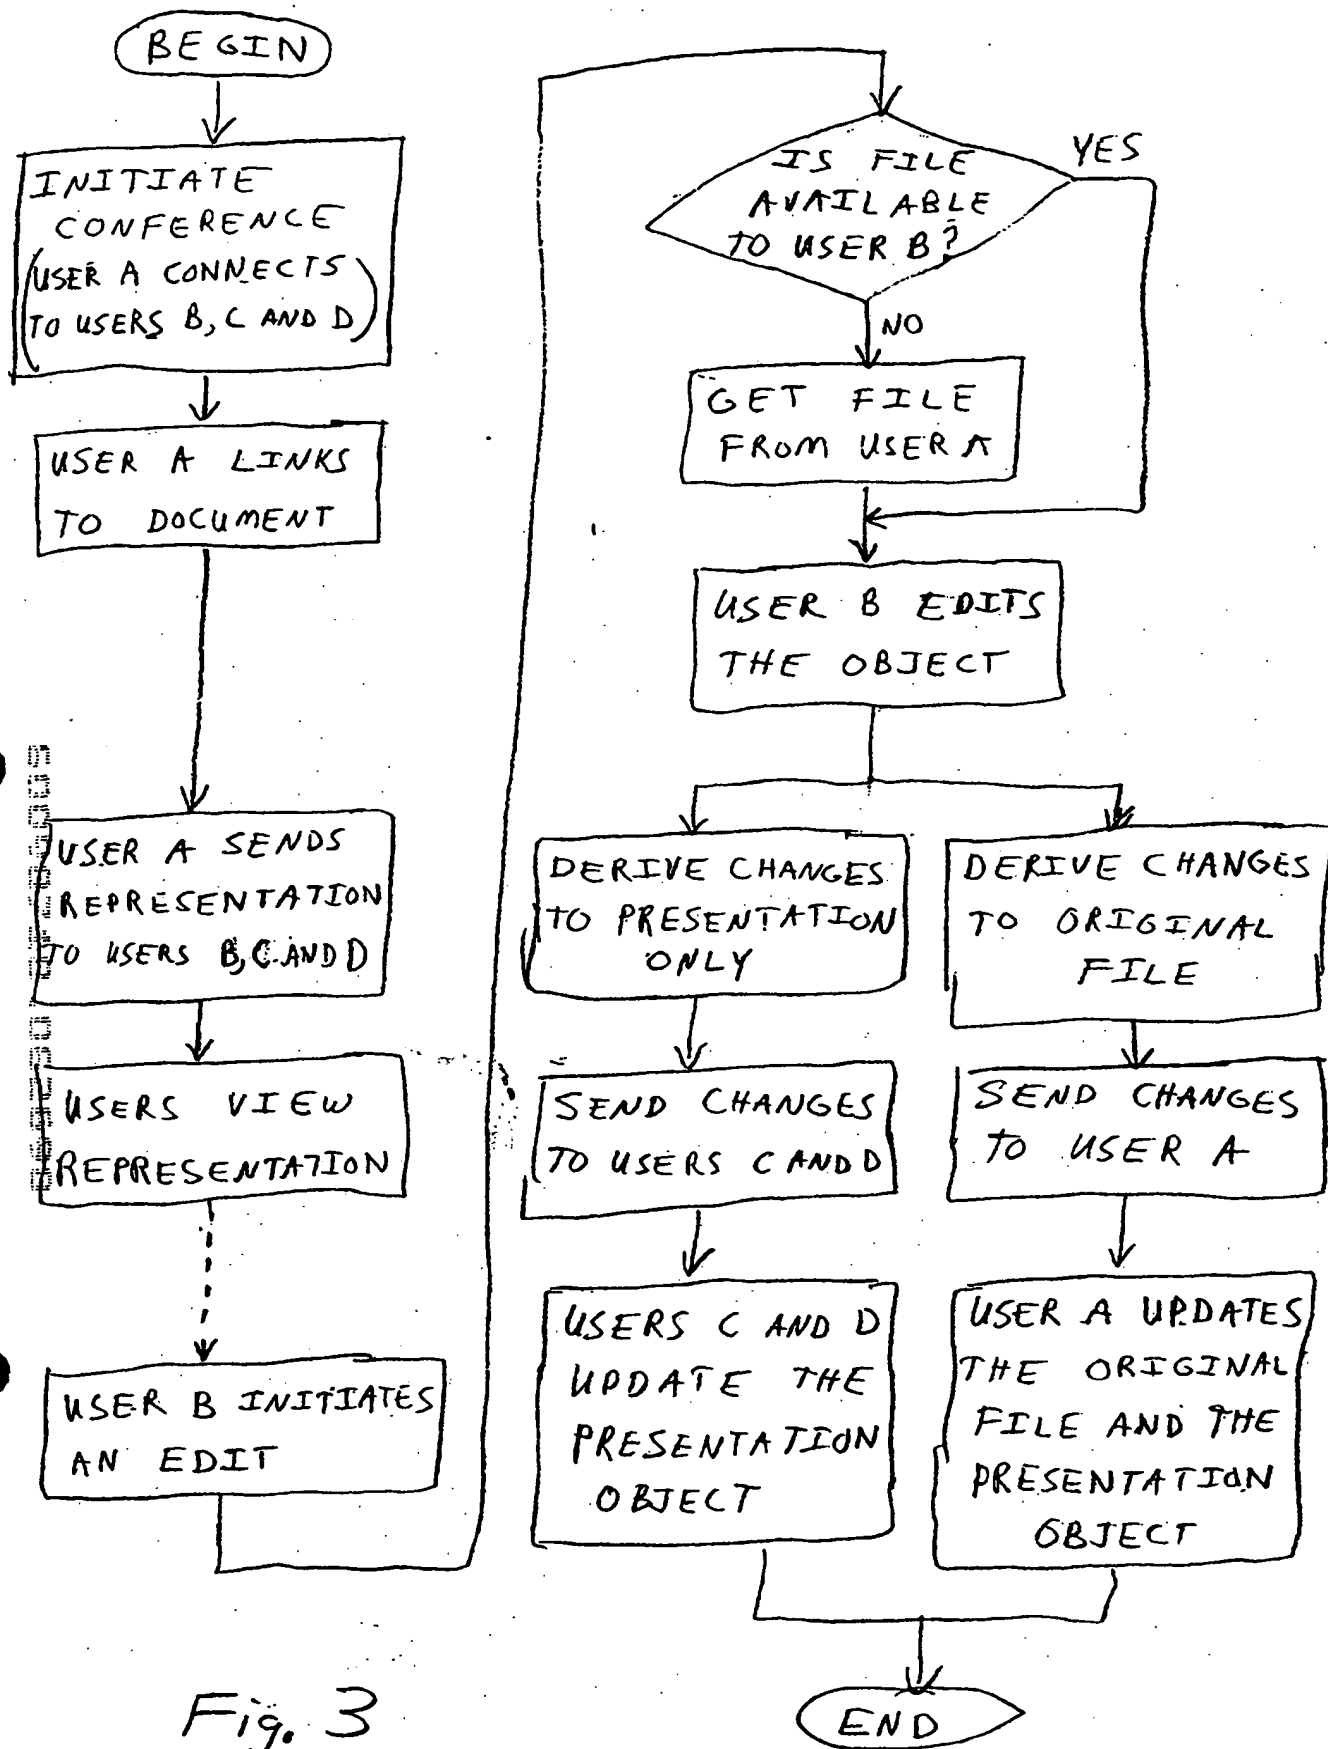 BEGIN
INITIATE
CONFERENCE
(USER A CONNECTS
TO USERS B, C AND D)
USER A LINKS
TO DOCUMENT
USER A SENDS
REPRESENTATION
TO USERS B, C AND D
USERS VIEW
REPRESENTATION
USER B INITIATES
AN EDIT
IS FILE
AVAILABLE
TO USER B?
YES
NO
GET FILE
FROM USER A
USER B EDITS
THE OBJECT
DERIVE CHANGES
TO PRESENTATION
ONLY
SEND CHANGES
TO USERS C AND D
USERS C AND D
UPDATE THE
PRESENTATION
OBJECT
DERIVE CHANGES
TO ORIGINAL
FILE
SEND CHANGES
TO USER A
USER A UPDATES
THE ORIGINAL
FILE AND THE
PRESENTATION
OBJECT
END
Fig. 3